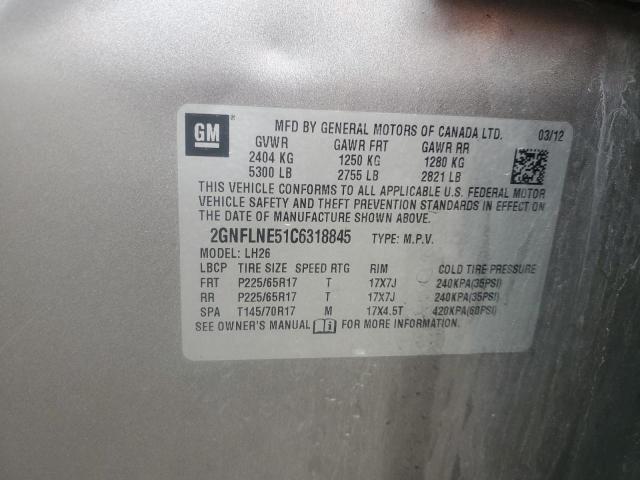 GM ®
MFD BY GENERAL MOTORS OF CANADA LTD. 03/12
GVWR GAWR FRT GAWR RR
2404 KG 1250 KG 1280 KG
5300 LB 2755 LB 2821 LB
THIS VEHICLE CONFORMS TO ALL APPLICABLE U.S. FEDERAL MOTOR
VEHICLE SAFETY AND THEFT PREVENTION STANDARDS IN EFFECT ON
THE DATE OF MANUFACTURE SHOWN ABOVE.
2GNFLNE51C6318845 TYPE: M.P.V.
MODEL: LH26
LBCP TIRE SIZE SPEED RTG RIM COLD TIRE PRESSURE
FRT P225/65R17 T 17X7J 240KPA(35PSI)
RR P225/65R17 T 17X7J 240KPA(35PSI)
SPA T145/70R17 M 17X4.5T 420KPA(60PSI)
SEE OWNER'S MANUAL FOR MORE INFORMATION.